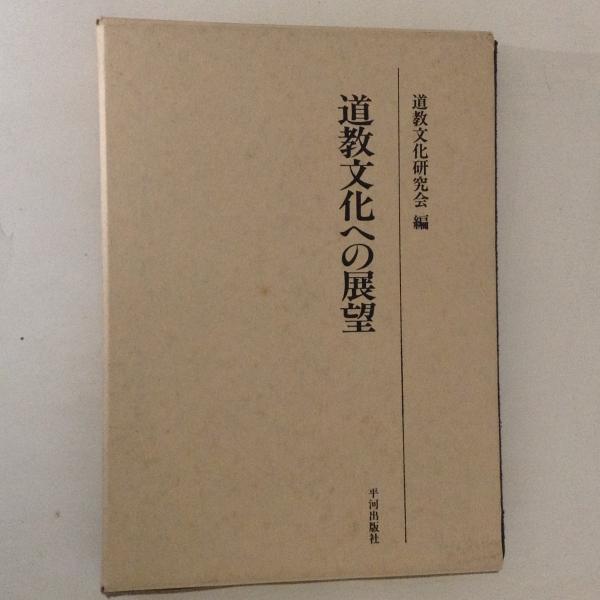 道教文化研究会 編
道教文化への展望
平河出版社